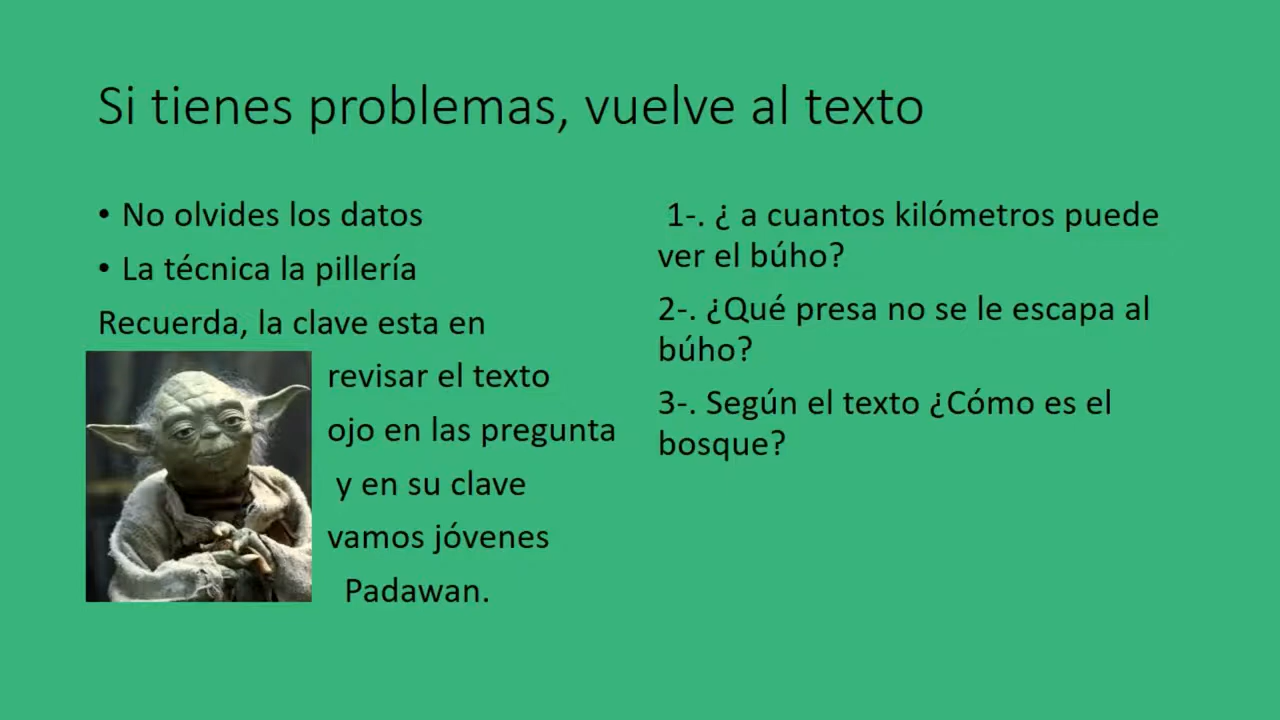 Si tienes problemas, vuelve al texto
• No olvides los datos
• La técnica la pillería
Recuerda, la clave esta en
revisar el texto
ojo en las pregunta
y en su clave
vamos jóvenes
Padawan.
1-. ¿ a cuantos kilómetros puede
ver el búho?
2-. ¿Qué presa no se le escapa al
búho?
3-. Según el texto ¿Cómo es el
bosque?